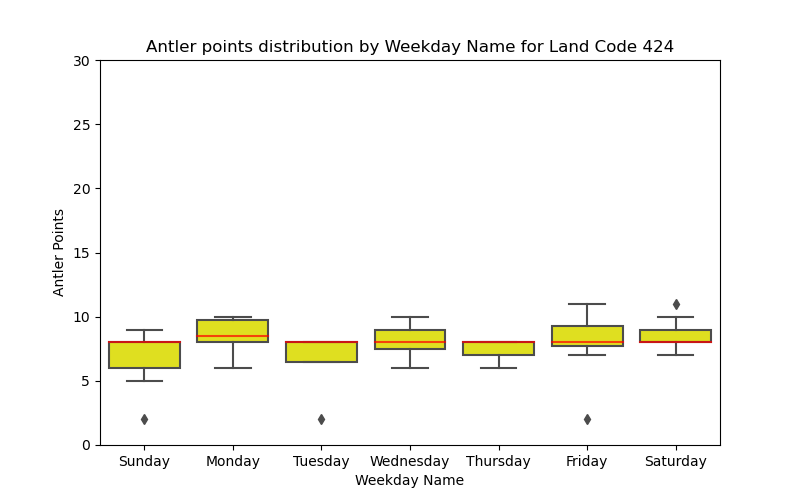 Antler points distribution by Weekday Name for Land Code 424
30
25
20
15
10
5
0
Antler Points
Sunday Monday Tuesday Wednesday Thursday Friday Saturday
Weekday Name